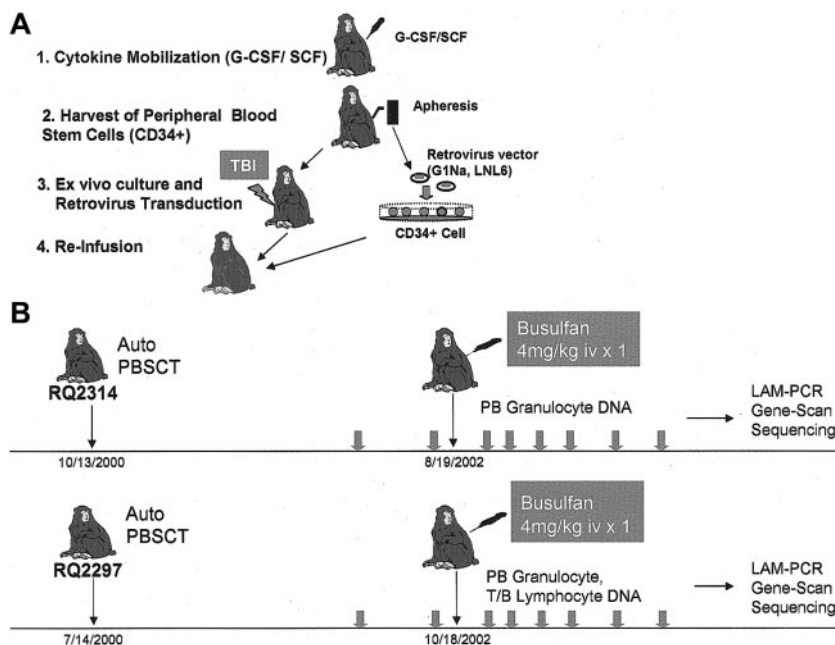 A
G-CSF/SCF
1. Cytokine Mobilization (G-CSF/ SCF)
2. Harvest of Peripheral Blood
Stem Cells (CD34+)
Apheresis
TBI
Retrovirus vector
(G1Na, LNL6)
3. Ex vivo culture and
Retrovirus Transduction
CD34+ Cell
4. Re-Infusion
B
Auto
PBSCT
RQ2314
Busulfan
4mg/kg iv x 1
PB Granulocyte DNA
LAM-PCR
Gene-Scan
Sequencing
10/13/2000
8/19/2002
Auto
PBSCT
RQ2297
Busulfan
4mg/kg iv x 1
PB Granulocyte,
T/B Lymphocyte DNA
LAM-PCR
Gene-Scan
Sequencing
7/14/2000
10/18/2002